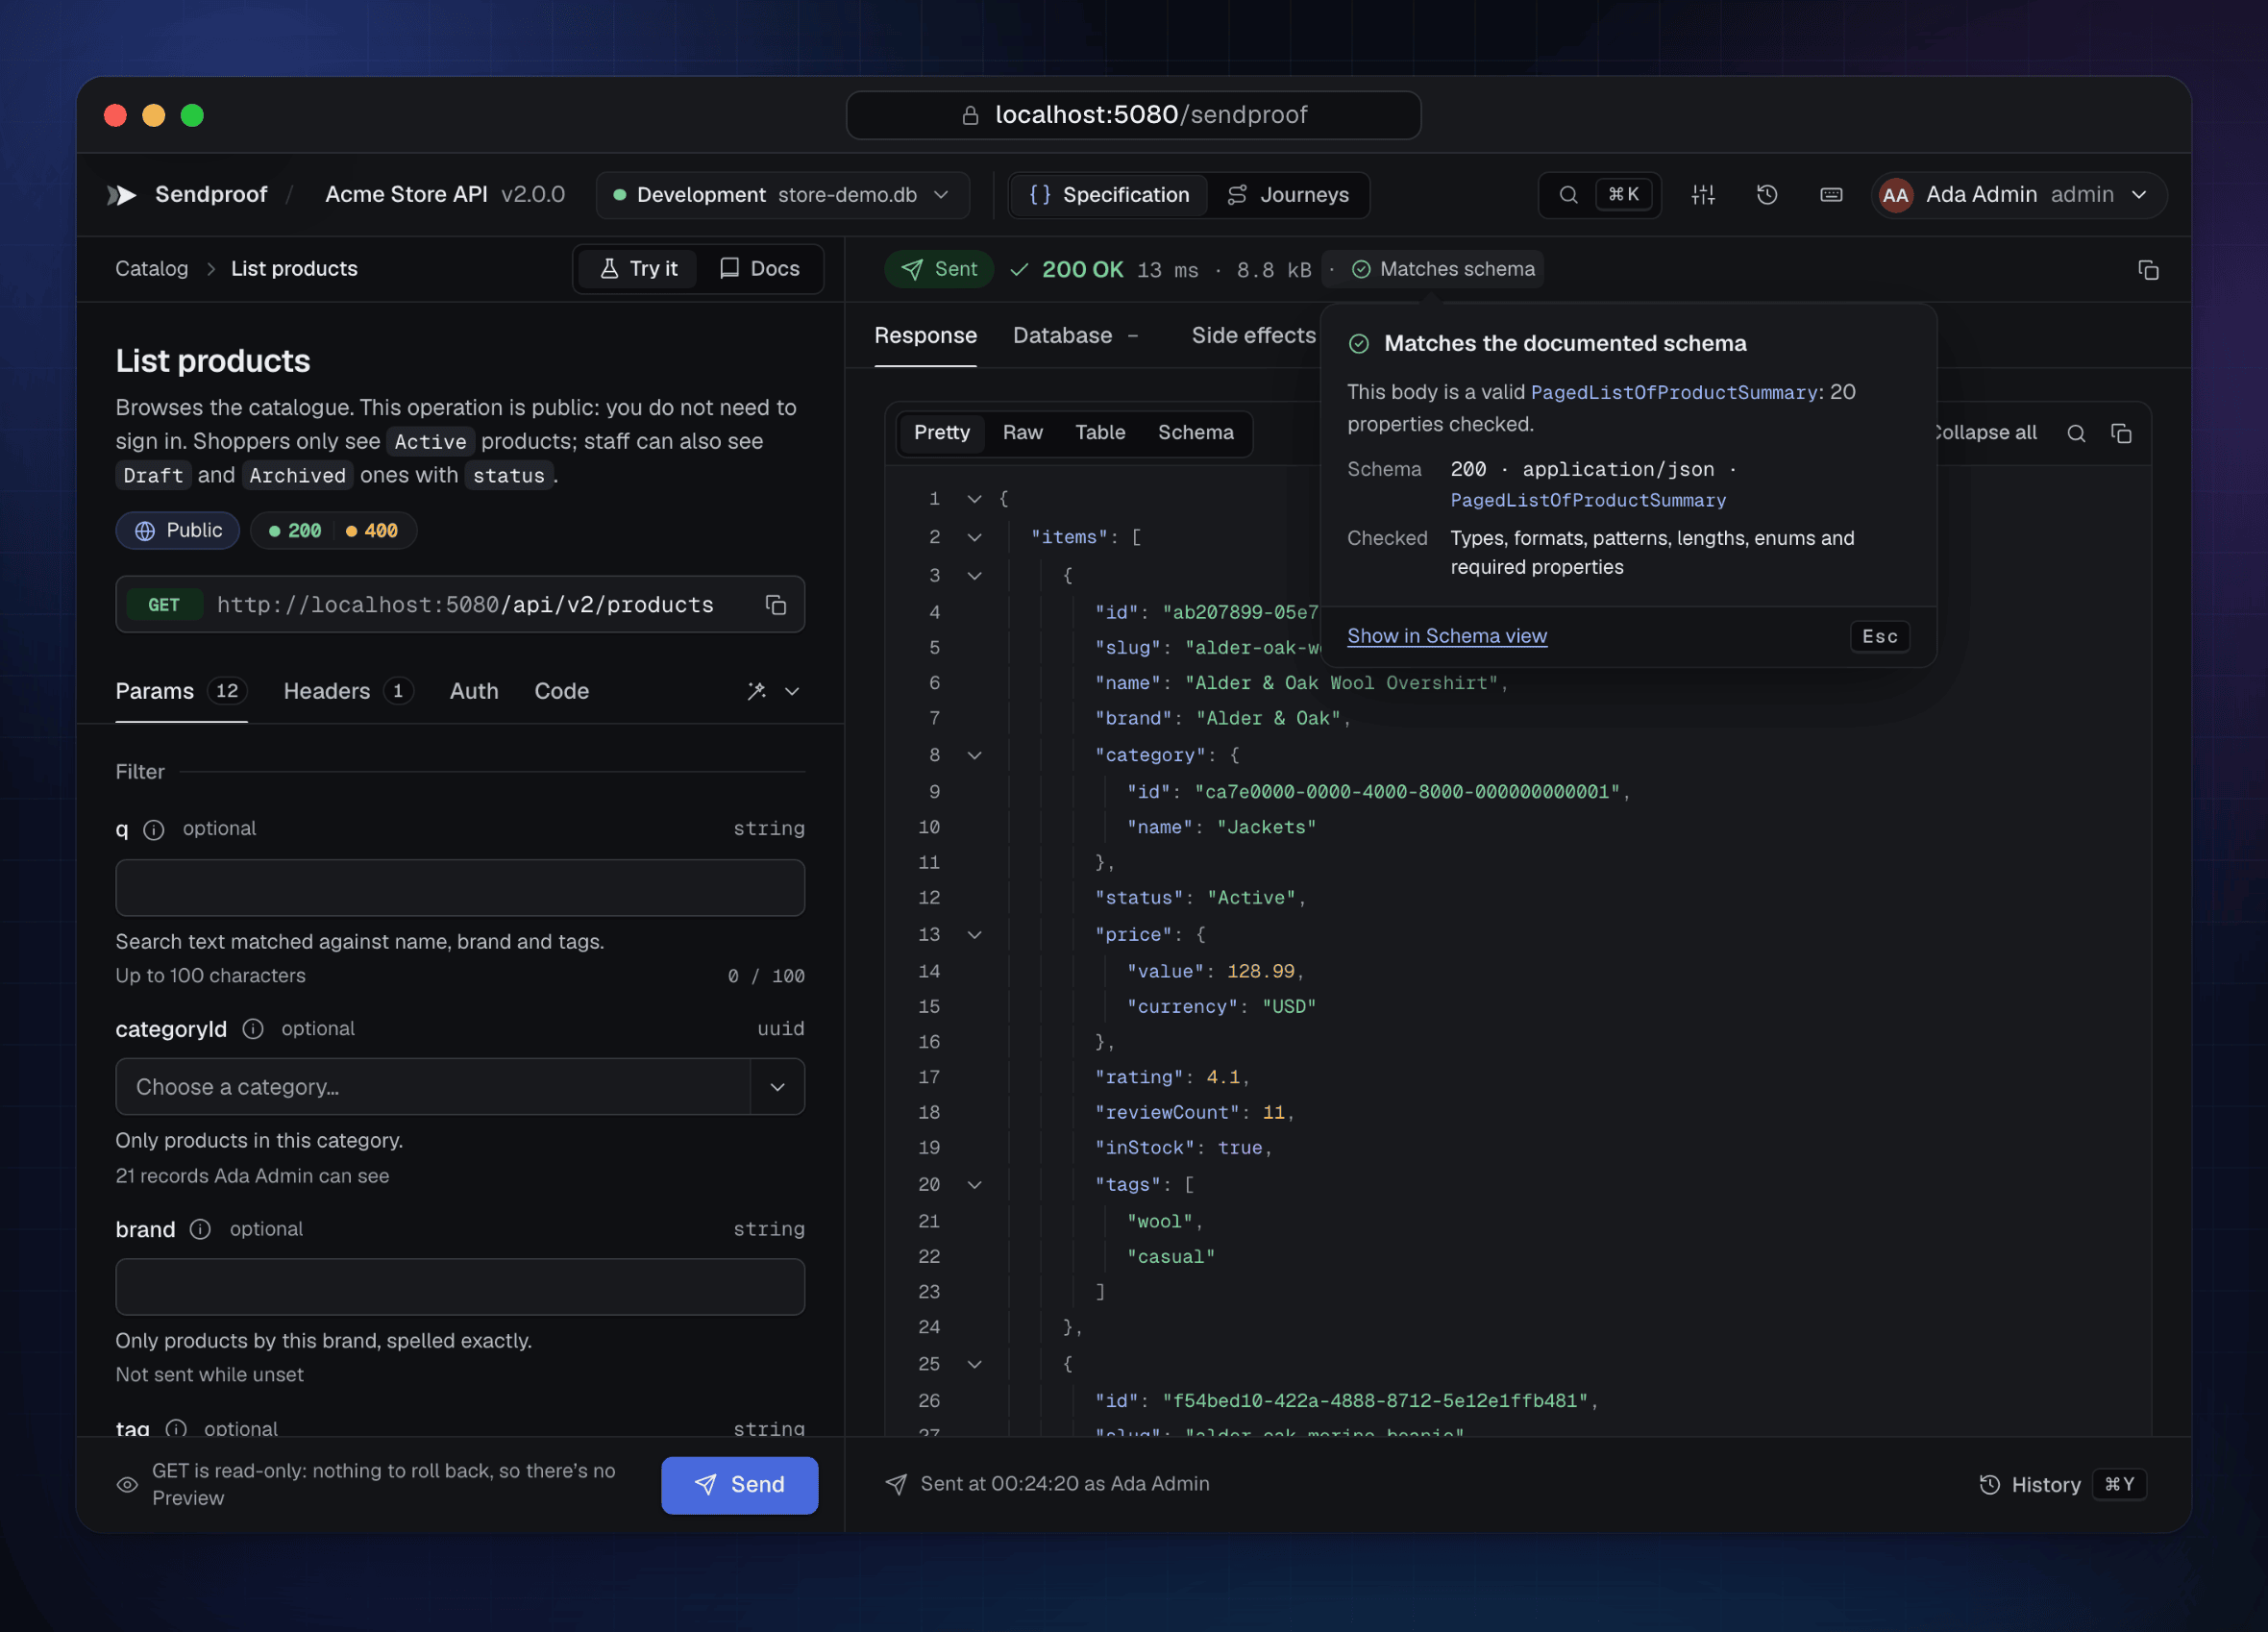 localhost:5080/sendproof
Sendproof / Acme Store API v2.0.0 Development store-demo.db {} Specification Journeys ⌘K AA Ada Admin admin
Catalog > List products Try it Docs
Sent 200 OK 13 ms · 8.8 kB · Matches schema
List products
Browses the catalogue. This operation is public: you do not need to
sign in. Shoppers only see Active products; staff can also see
Draft and Archived ones with status.
Public 200 400
GET http://localhost:5080/api/v2/products
Params 12 Headers 1 Auth Code
Filter
q optional string
Search text matched against name, brand and tags.
Up to 100 characters 0 / 100
categoryId optional uuid
Choose a category…
Only products in this category.
21 records Ada Admin can see
brand optional string
Only products by this brand, spelled exactly.
Not sent while unset
tag optional string
GET is read-only: nothing to roll back, so there’s no
Preview
Send
Response Database – Side effects
Matches the documented schema
This body is a valid PagedListOfProductSummary: 20
properties checked.
Schema 200 · application/json ·
PagedListOfProductSummary
Checked Types, formats, patterns, lengths, enums and
required properties
Show in Schema view Esc
Pretty Raw Table Schema Collapse all
1 {
2 "items": [
3 {
4 "id": "ab207899-05e7
5 "slug": "alder-oak-w
6 "name": "Alder & Oak Wool Overshirt",
7 "brand": "Alder & Oak",
8 "category": {
9 "id": "ca7e0000-0000-4000-8000-000000000001",
10 "name": "Jackets"
11 },
12 "status": "Active",
13 "price": {
14 "value": 128.99,
15 "currency": "USD"
16 },
17 "rating": 4.1,
18 "reviewCount": 11,
19 "inStock": true,
20 "tags": [
21 "wool",
22 "casual"
23 ]
24 },
25 {
26 "id": "f54bed10-422a-4888-8712-5e12e1ffb481",
27 "slug": "alder-oak-merino-beanie",
Sent at 00:24:20 as Ada Admin
History ⌘Y